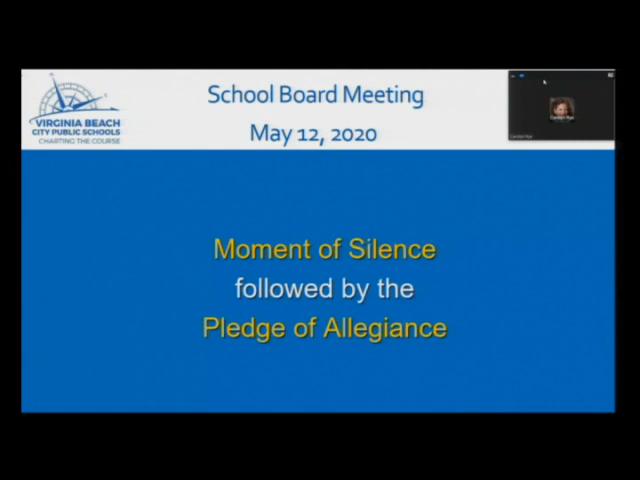 School Board Meeting
May 12, 2020
VIRGINIA BEACH
CITY PUBLIC SCHOOLS
CHARTING THE COURSE
Moment of Silence
followed by the
Pledge of Allegiance